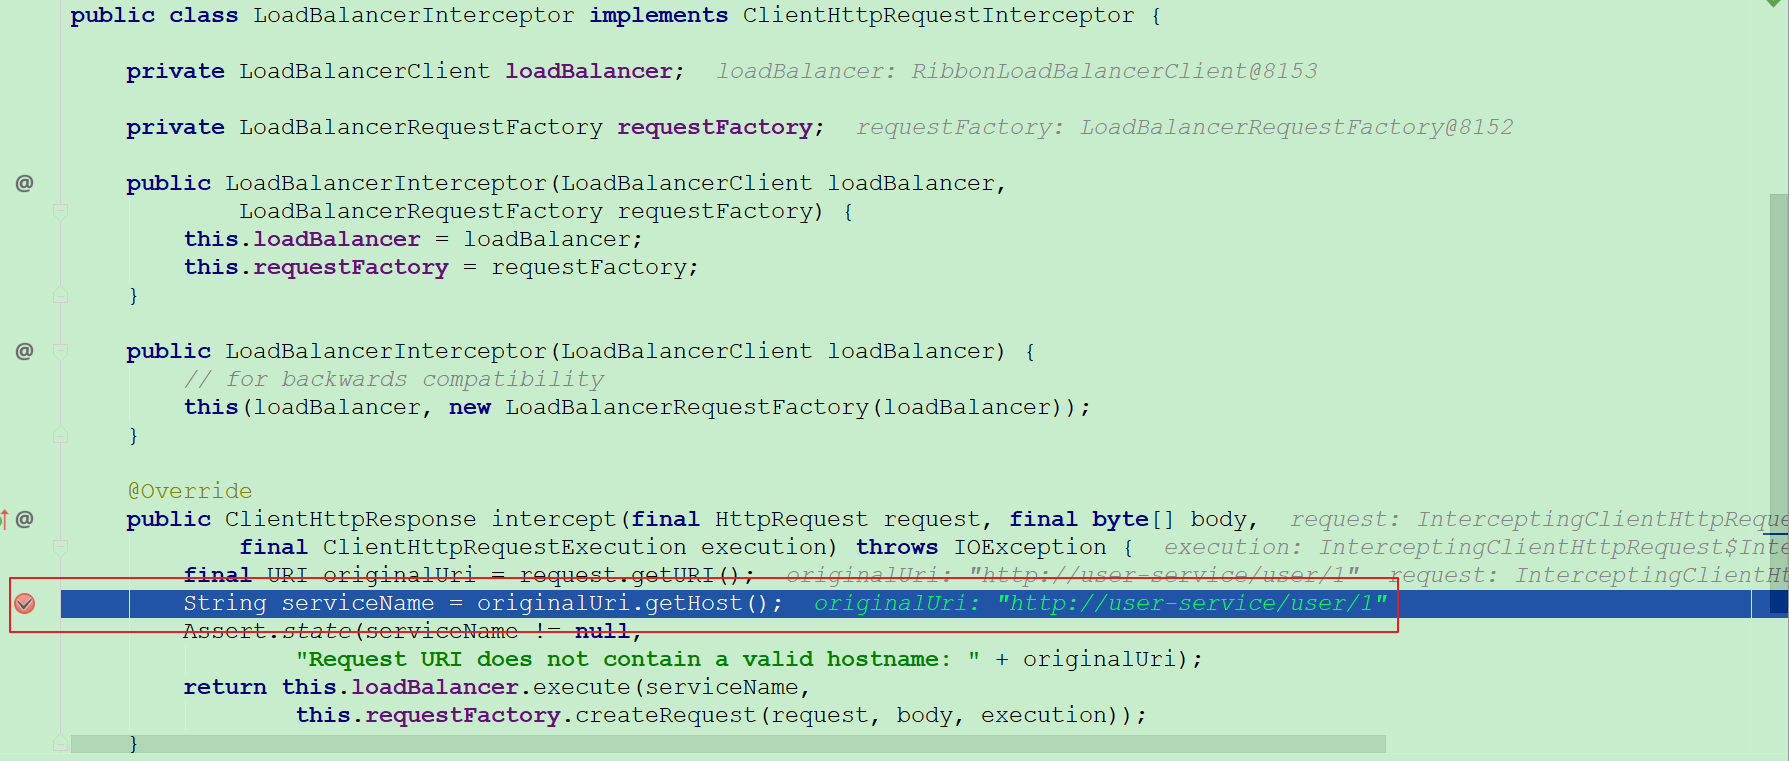 public class LoadBalancerInterceptor implements ClientHttpRequestInterceptor {
private LoadBalancerClient loadBalancer; loadBalancer: RibbonLoadBalancerClient@8153
private LoadBalancerRequestFactory requestFactory; requestFactory: LoadBalancerRequestFactory@8152
@ public LoadBalancerInterceptor(LoadBalancerClient loadBalancer,
LoadBalancerRequestFactory requestFactory) {
this.loadBalancer = loadBalancer;
this.requestFactory = requestFactory;
}
@ public LoadBalancerInterceptor(LoadBalancerClient loadBalancer) {
// for backwards compatibility
this(loadBalancer, new LoadBalancerRequestFactory(loadBalancer));
}
@Override
@ public ClientHttpResponse intercept(final HttpRequest request, final byte[] body, request: InterceptingClientHttpReque
final ClientHttpRequestExecution execution) throws IOException { execution: InterceptingClientHttpRequest$Inte
final URI originalUri = request.getURI(); originalUri: "http://user-service/user/1" request: InterceptingClientHt
String serviceName = originalUri.getHost(); originalUri: "http://user-service/user/1"
Assert.state(serviceName != null,
"Request URI does not contain a valid hostname: " + originalUri);
return this.loadBalancer.execute(serviceName,
this.requestFactory.createRequest(request, body, execution));
}